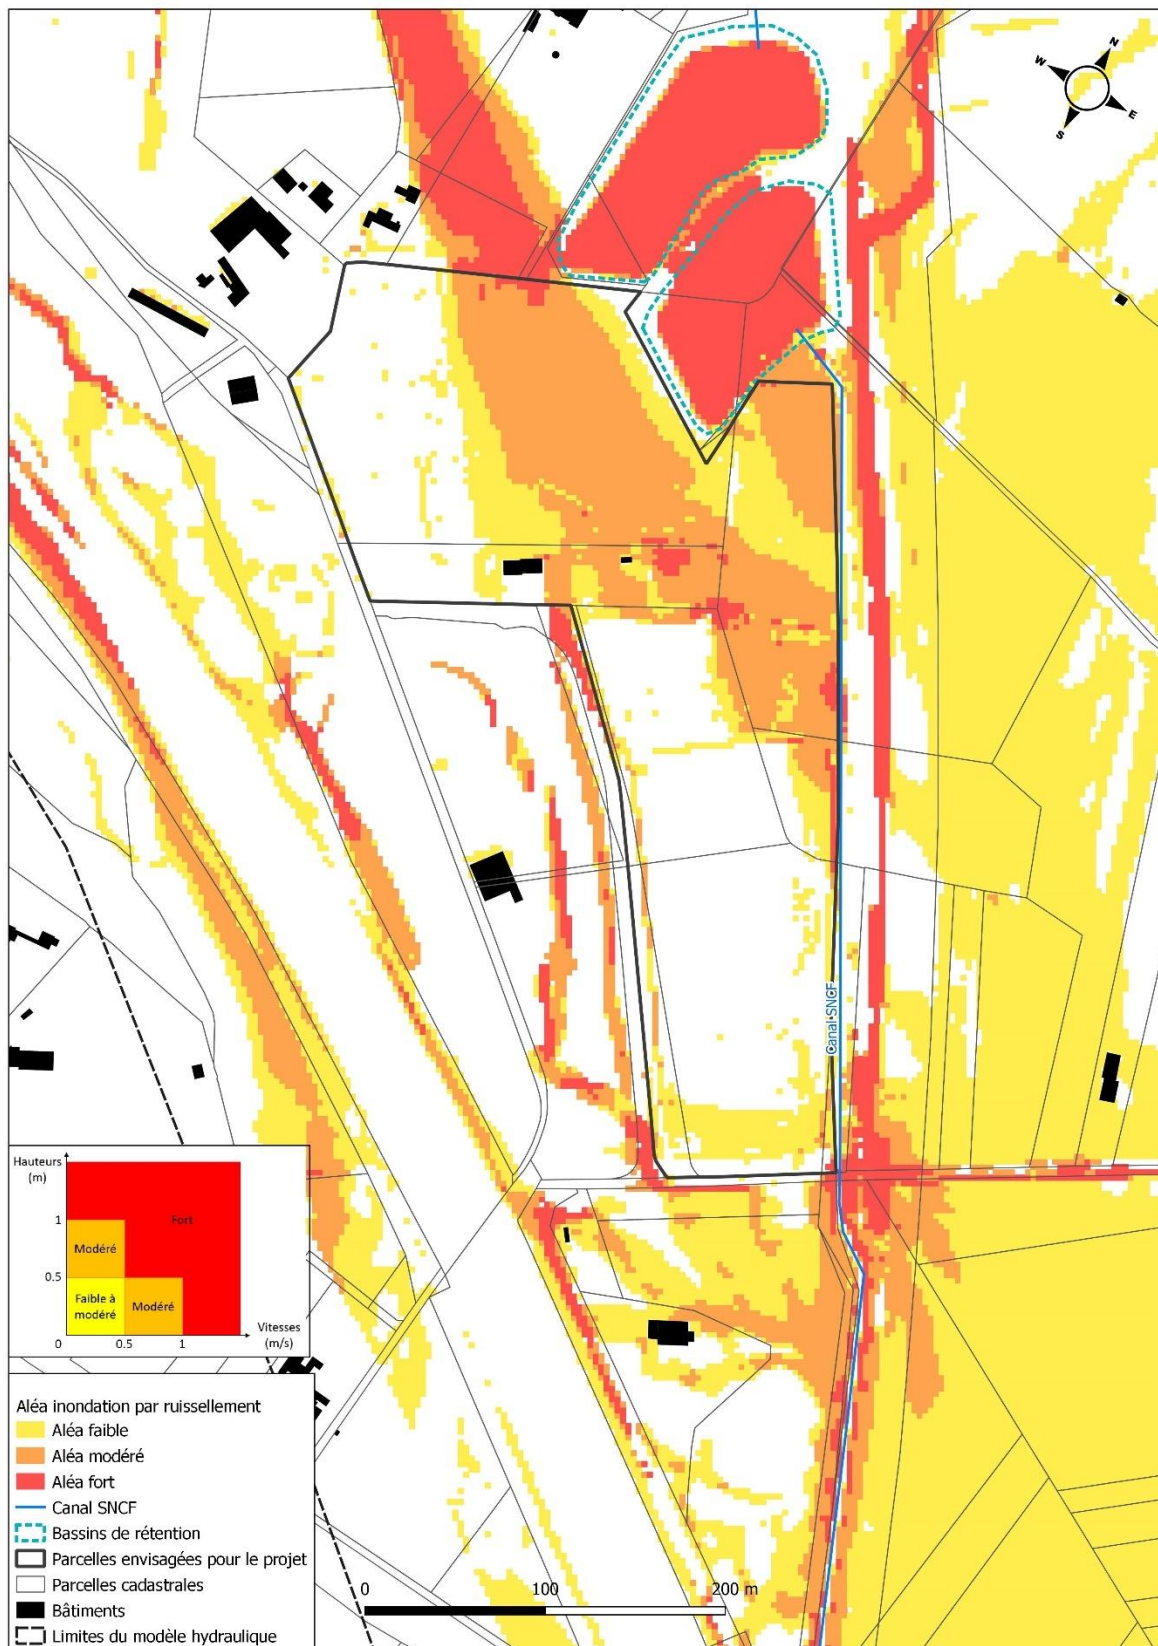 N
W
E
S
Canal SNCF
Hauteurs
(m)
Fort
1
Modéré
0.5
Faible à
modéré
Modéré
Vitesses
(m/s)
0
0.5
1
Aléa inondation par ruissellement
Aléa faible
Aléa modéré
Aléa fort
Canal SNCF
Bassins de rétention
Parcelles envisagées pour le projet
Parcelles cadastrales
Bâtiments
Limites du modèle hydraulique
0
100
200 m